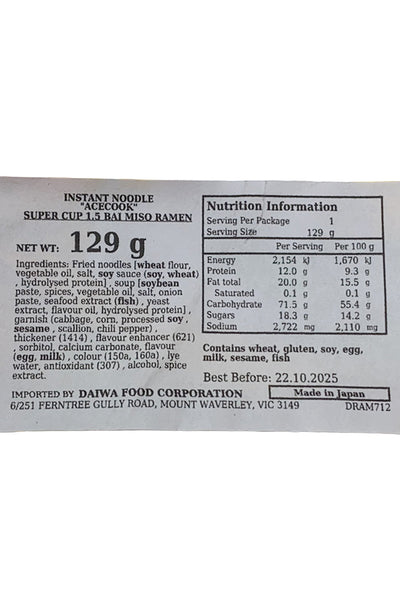 INSTANT NOODLE
"ACECOOK"
SUPER CUP 1.5 BAI MISO RAMEN
NET WT: 129 g
Ingredients: Fried noodles [wheat flour,
vegetable oil, salt, soy sauce (soy, wheat)
, hydrolysed protein] , soup [soybean
paste, spices, vegetable oil, salt, onion
paste, seafood extract (fish) , yeast
extract, flavour oil, hydrolysed protein] ,
garnish (cabbage, corn, processed soy ,
sesame , scallion, chili pepper) ,
thickener (1414) , flavour enhancer (621)
, sorbitol, calcium carbonate, flavour
(egg, milk) , colour (150a, 160a) , lye
water, antioxidant (307) , alcohol, spice
extract.
Nutrition Information
Serving Per Package 1
Serving Size 129 g
Per Serving Per 100 g
Energy 2,154 kJ 1,670 kJ
Protein 12.0 g 9.3 g
Fat total 20.0 g 15.5 g
Saturated 0.1 g 0.1 g
Carbohydrate 71.5 g 55.4 g
Sugars 18.3 g 14.2 g
Sodium 2,722 mg 2,110 mg
Contains wheat, gluten, soy, egg,
milk, sesame, fish
Best Before: 22.10.2025
IMPORTED BY DAIWA FOOD CORPORATION Made in Japan
6/251 FERNTREE GULLY ROAD, MOUNT WAVERLEY, VIC 3149 DRAM712